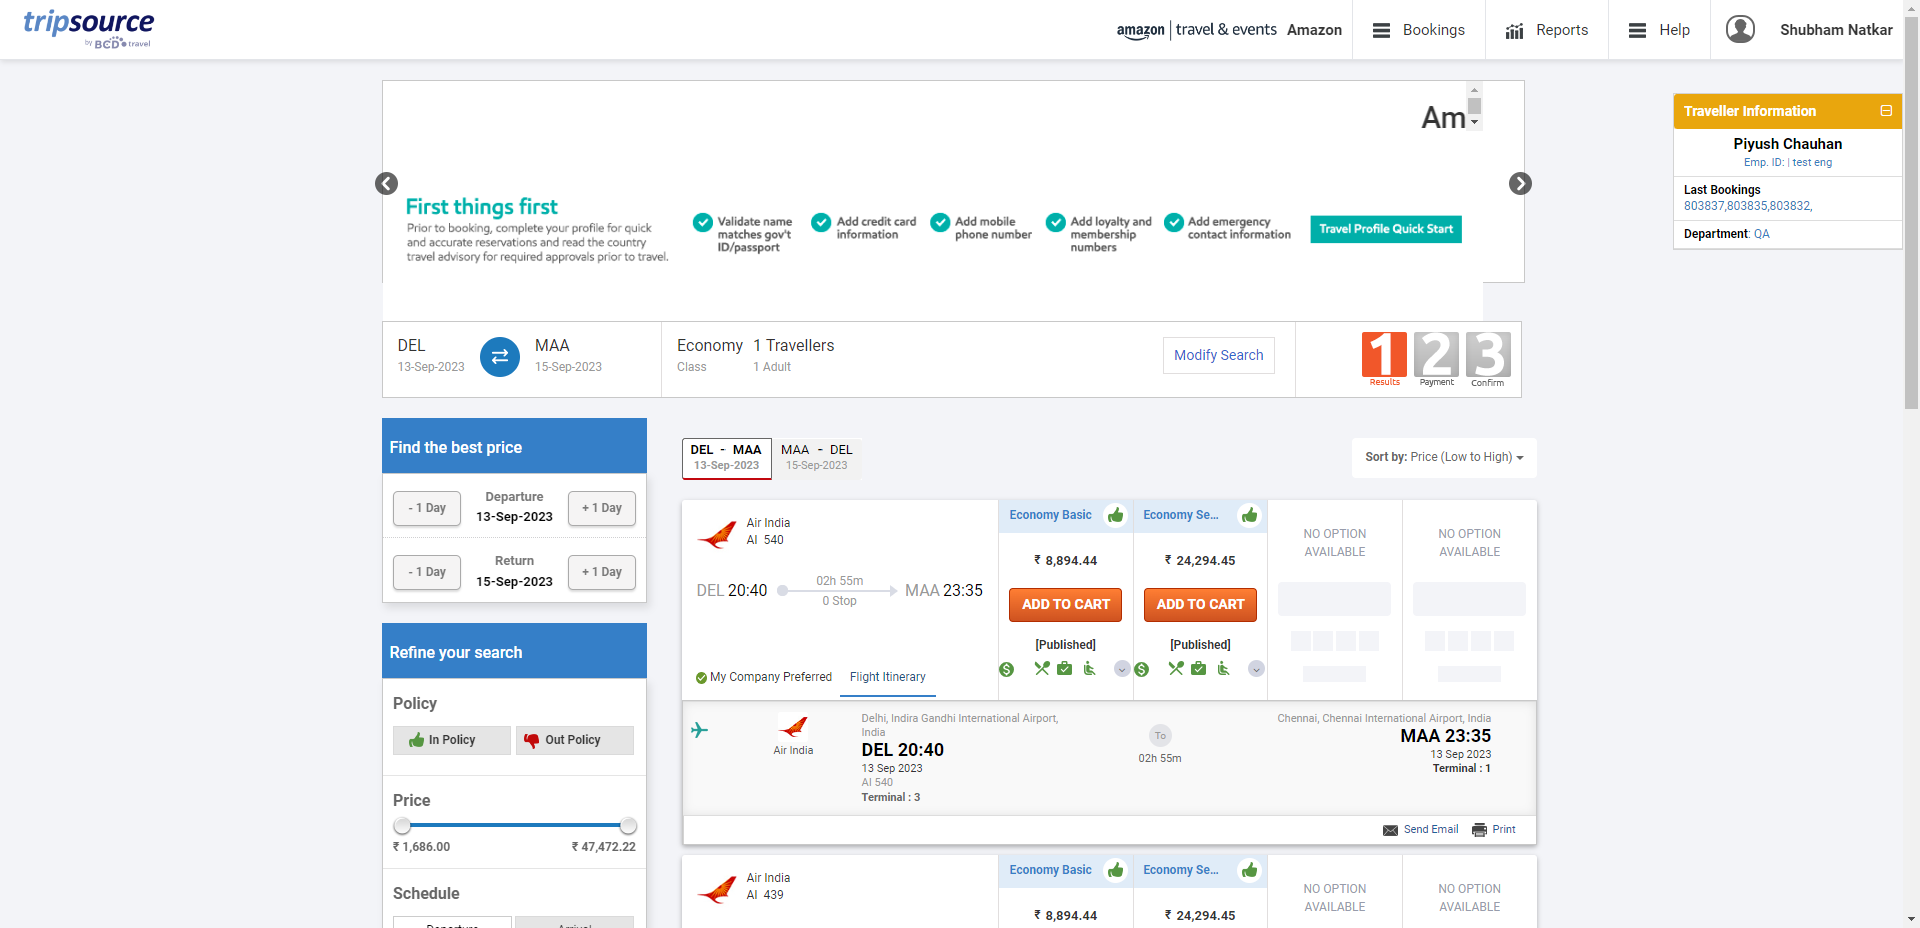 tripsource
by BCD travel
amazon | travel & events Amazon
Bookings
Reports
Help
Shubham Natkar
Am
First things first
Prior to booking, complete your profile for quick
and accurate reservations and read the country
travel advisory for required approvals prior to travel.
Validate name
matches gov't
ID/passport
Add credit card
information
Add mobile
phone number
Add loyalty and
membership
numbers
Add emergency
contact information
Travel Profile Quick Start
Traveller Information
Piyush Chauhan
Emp. ID: | test eng
Last Bookings
803837,803835,803832,
Department: QA
DEL
13-Sep-2023
MAA
15-Sep-2023
Economy
Class
1 Travellers
1 Adult
Modify Search
1
Results
2
Payment
3
Confirm
Find the best price
- 1 Day
Departure
13-Sep-2023
+ 1 Day
- 1 Day
Return
15-Sep-2023
+ 1 Day
Refine your search
Policy
In Policy
Out Policy
Price
₹ 1,686.00
₹ 47,472.22
Schedule
Departure
Arrival
DEL - MAA
13-Sep-2023
MAA - DEL
15-Sep-2023
Sort by: Price (Low to High)
Air India
AI 540
DEL 20:40
02h 55m
0 Stop
MAA 23:35
My Company Preferred
Flight Itinerary
Economy Basic
₹ 8,894.44
ADD TO CART
[Published]
Economy Se...
₹ 24,294.45
ADD TO CART
[Published]
NO OPTION
AVAILABLE
NO OPTION
AVAILABLE
Air India
Delhi, Indira Gandhi International Airport,
India
DEL 20:40
13 Sep 2023
AI 540
Terminal : 3
To
02h 55m
Chennai, Chennai International Airport, India
MAA 23:35
13 Sep 2023
Terminal : 1
Send Email
Print
Air India
AI 439
Economy Basic
₹ 8,894.44
Economy Se...
₹ 24,294.45
NO OPTION
AVAILABLE
NO OPTION
AVAILABLE